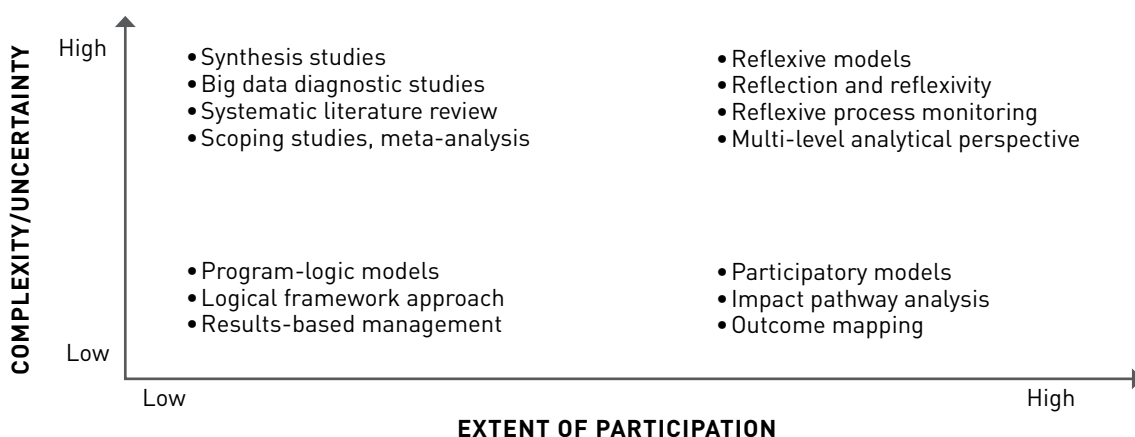 COMPLEXITY/UNCERTAINTY
High
• Synthesis studies
• Big data diagnostic studies
• Systematic literature review
• Scoping studies, meta-analysis
• Reflexive models
• Reflection and reflexivity
• Reflexive process monitoring
• Multi-level analytical perspective
• Program-logic models
• Logical framework approach
• Results-based management
• Participatory models
• Impact pathway analysis
• Outcome mapping
Low
Low
High
EXTENT OF PARTICIPATION